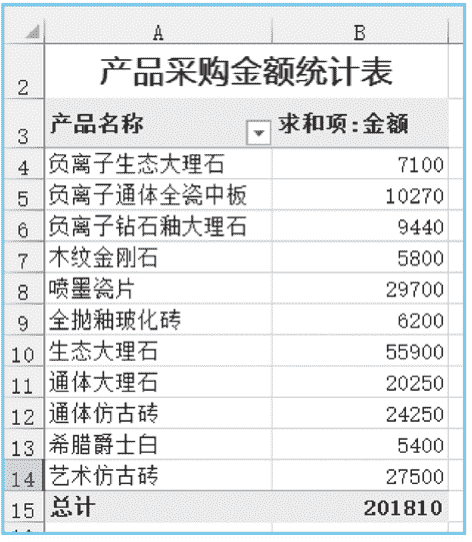 A B
2 产品采购金额统计表
3 产品名称 求和项:金额
4 负离子生态大理石 7100
5 负离子通体全瓷中板 10270
6 负离子钻石釉大理石 9440
7 木纹金刚石 5800
8 喷墨瓷片 29700
9 全抛釉玻化砖 6200
10 生态大理石 55900
11 通体大理石 20250
12 通体仿古砖 24250
13 希腊爵士白 5400
14 艺术仿古砖 27500
15 总计 201810